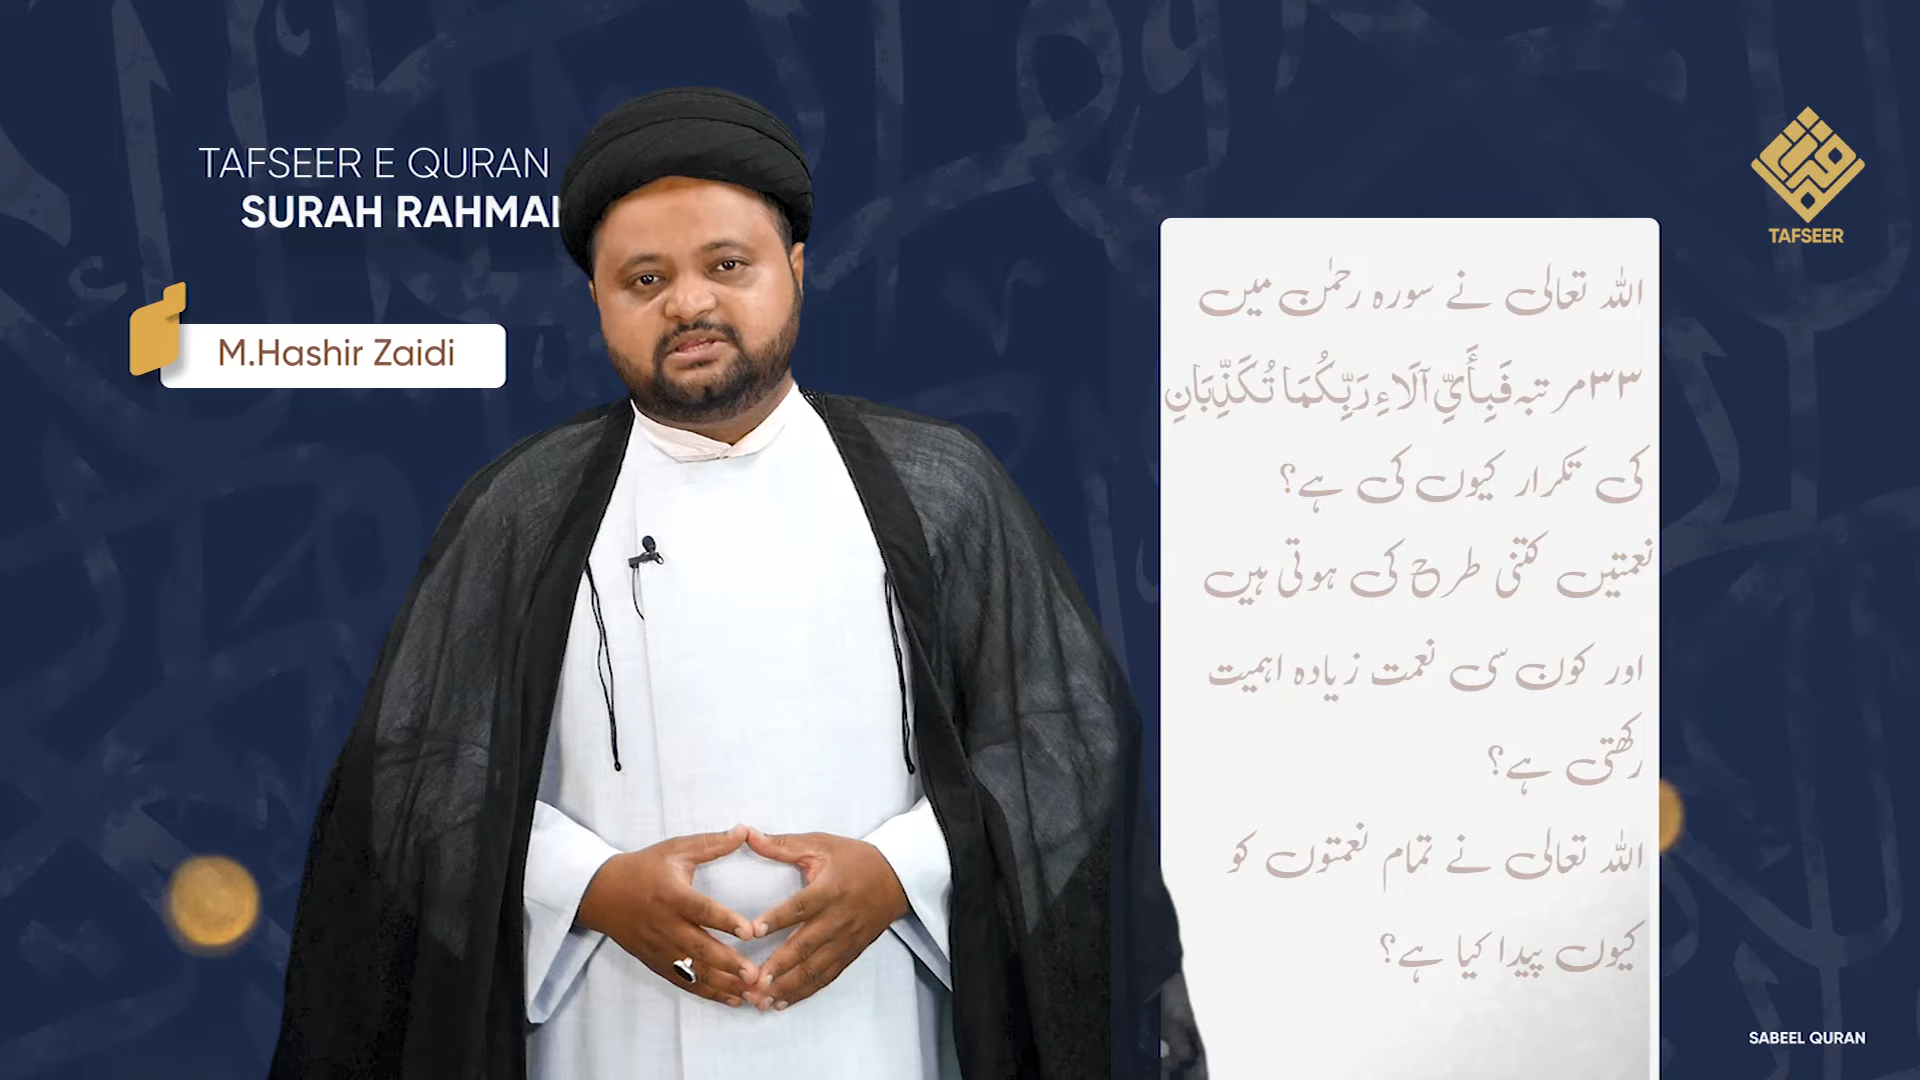 TAFSEER E QURAN
SURAH RAHMAN
M.Hashir Zaidi
TAFSEER
اللہ تعالی نے سورہ رحمٰن میں
۳۳مرتبہ فَبِأَيِّ آلَاءِ رَبِّكُمَا تُكَذِّبَانِ
کی تکرار کیوں کی ہے؟
نعمتیں کتنی طرح کی ہوتی ہیں
اور کون سی نعمت زیادہ اہمیت
رکھتی ہے؟
اللہ تعالی نے تمام نعمتوں کو
کیوں پیدا کیا ہے؟
SABEEL QURAN